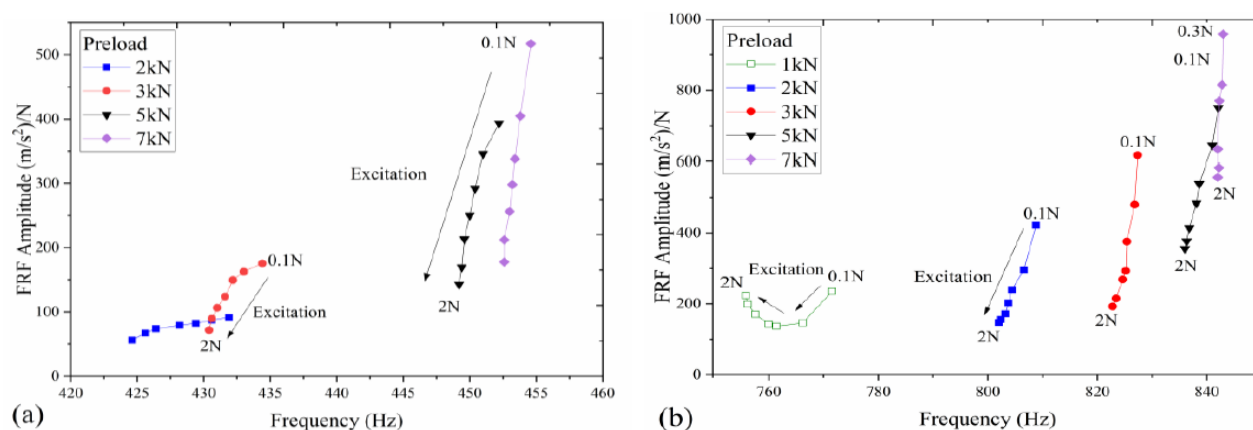 500
400
300
200
100
0
FRF Amplitude (m/s²)/N
Preload
2kN
3kN
5kN
7kN
0.1N
Excitation
2N
0.1N
Excitation
2N
420 425 430 435 440 445 450 455 460
Frequency (Hz)
(a)
1000
800
600
400
200
0
FRF Amplitude (m/s²)/N
Preload
1kN
2kN
3kN
5kN
7kN
0.3N
0.1N
2N
2N
0.1N
2N
0.1N
Excitation
2N
2N
Excitation
0.1N
760 780 800 820 840
Frequency (Hz)
(b)